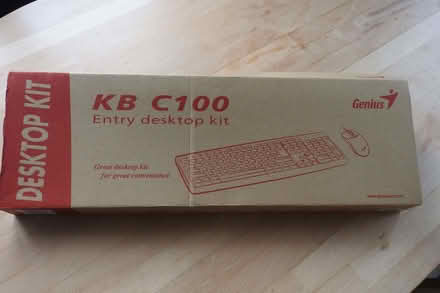 DESKTOP KIT
KB C100
Entry desktop kit
Genius
Great desktop kit
for great convenience